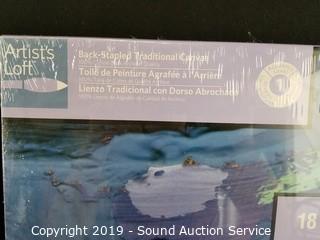 Artist's
Loft
Back-Stapled Traditional Canvas
Toile de Peinture Agrafée à l'Arrière
Lienzo Tradicional con Dorso Abrochado
1
18
Copyright 2019 - Sound Auction Service